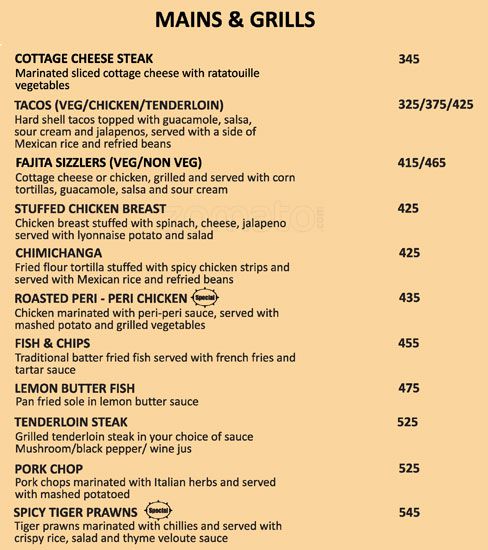 MAINS & GRILLS
COTTAGE CHEESE STEAK 345
Marinated sliced cottage cheese with ratatouille
vegetables
TACOS (VEG/CHICKEN/TENDERLOIN) 325/375/425
Hard shell tacos topped with guacamole, salsa,
sour cream and jalapenos, served with a side of
Mexican rice and refried beans
FAJITA SIZZLERS (VEG/NON VEG) 415/465
Cottage cheese or chicken, grilled and served with corn
tortillas, guacamole, salsa and sour cream
zomato.com
STUFFED CHICKEN BREAST 425
Chicken breast stuffed with spinach, cheese, jalapeno
served with lyonnaise potato and salad
CHIMICHANGA 425
Fried flour tortilla stuffed with spicy chicken strips and
served with Mexican rice and refried beans
ROASTED PERI - PERI CHICKEN Special 435
Chicken marinated with peri-peri sauce, served with
mashed potato and grilled vegetables
FISH & CHIPS 455
Traditional batter fried fish served with french fries and
tartar sauce
LEMON BUTTER FISH 475
Pan fried sole in lemon butter sauce
TENDERLOIN STEAK 525
Grilled tenderloin steak in your choice of sauce
Mushroom/black pepper/ wine jus
PORK CHOP 525
Pork chops marinated with Italian herbs and served
with mashed potatoed
SPICY TIGER PRAWNS Special 545
Tiger prawns marinated with chillies and served with
crispy rice, salad and thyme veloute sauce